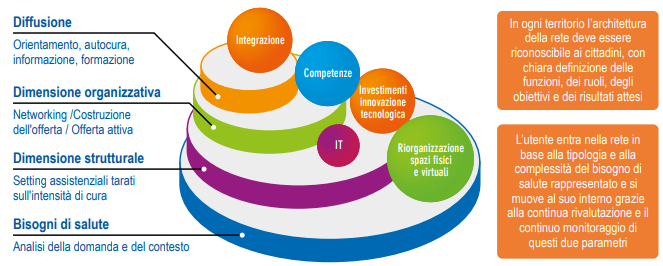 Diffusione
Orientamento, autocura,
informazione, formazione
Dimensione organizzativa
Networking /Costruzione
dell'offerta / Offerta attiva
Dimensione strutturale
Setting assistenziali tarati
sull'intensità di cura
Bisogni di salute
Analisi della domanda e del contesto
Integrazione
Competenze
Investimenti
innovazione
tecnologica
IT
Riorganizzazione
spazi fisici
e virtuali
In ogni territorio l'architettura
della rete deve essere
riconoscibile ai cittadini, con
chiara definizione delle
funzioni, dei ruoli, degli
obiettivi e dei risultati attesi
L'utente entra nella rete in
base alla tipologia e alla
complessità del bisogno di
salute rappresentato e si
muove al suo interno grazie
alla continua rivalutazione e il
continuo monitoraggio di
questi due parametri